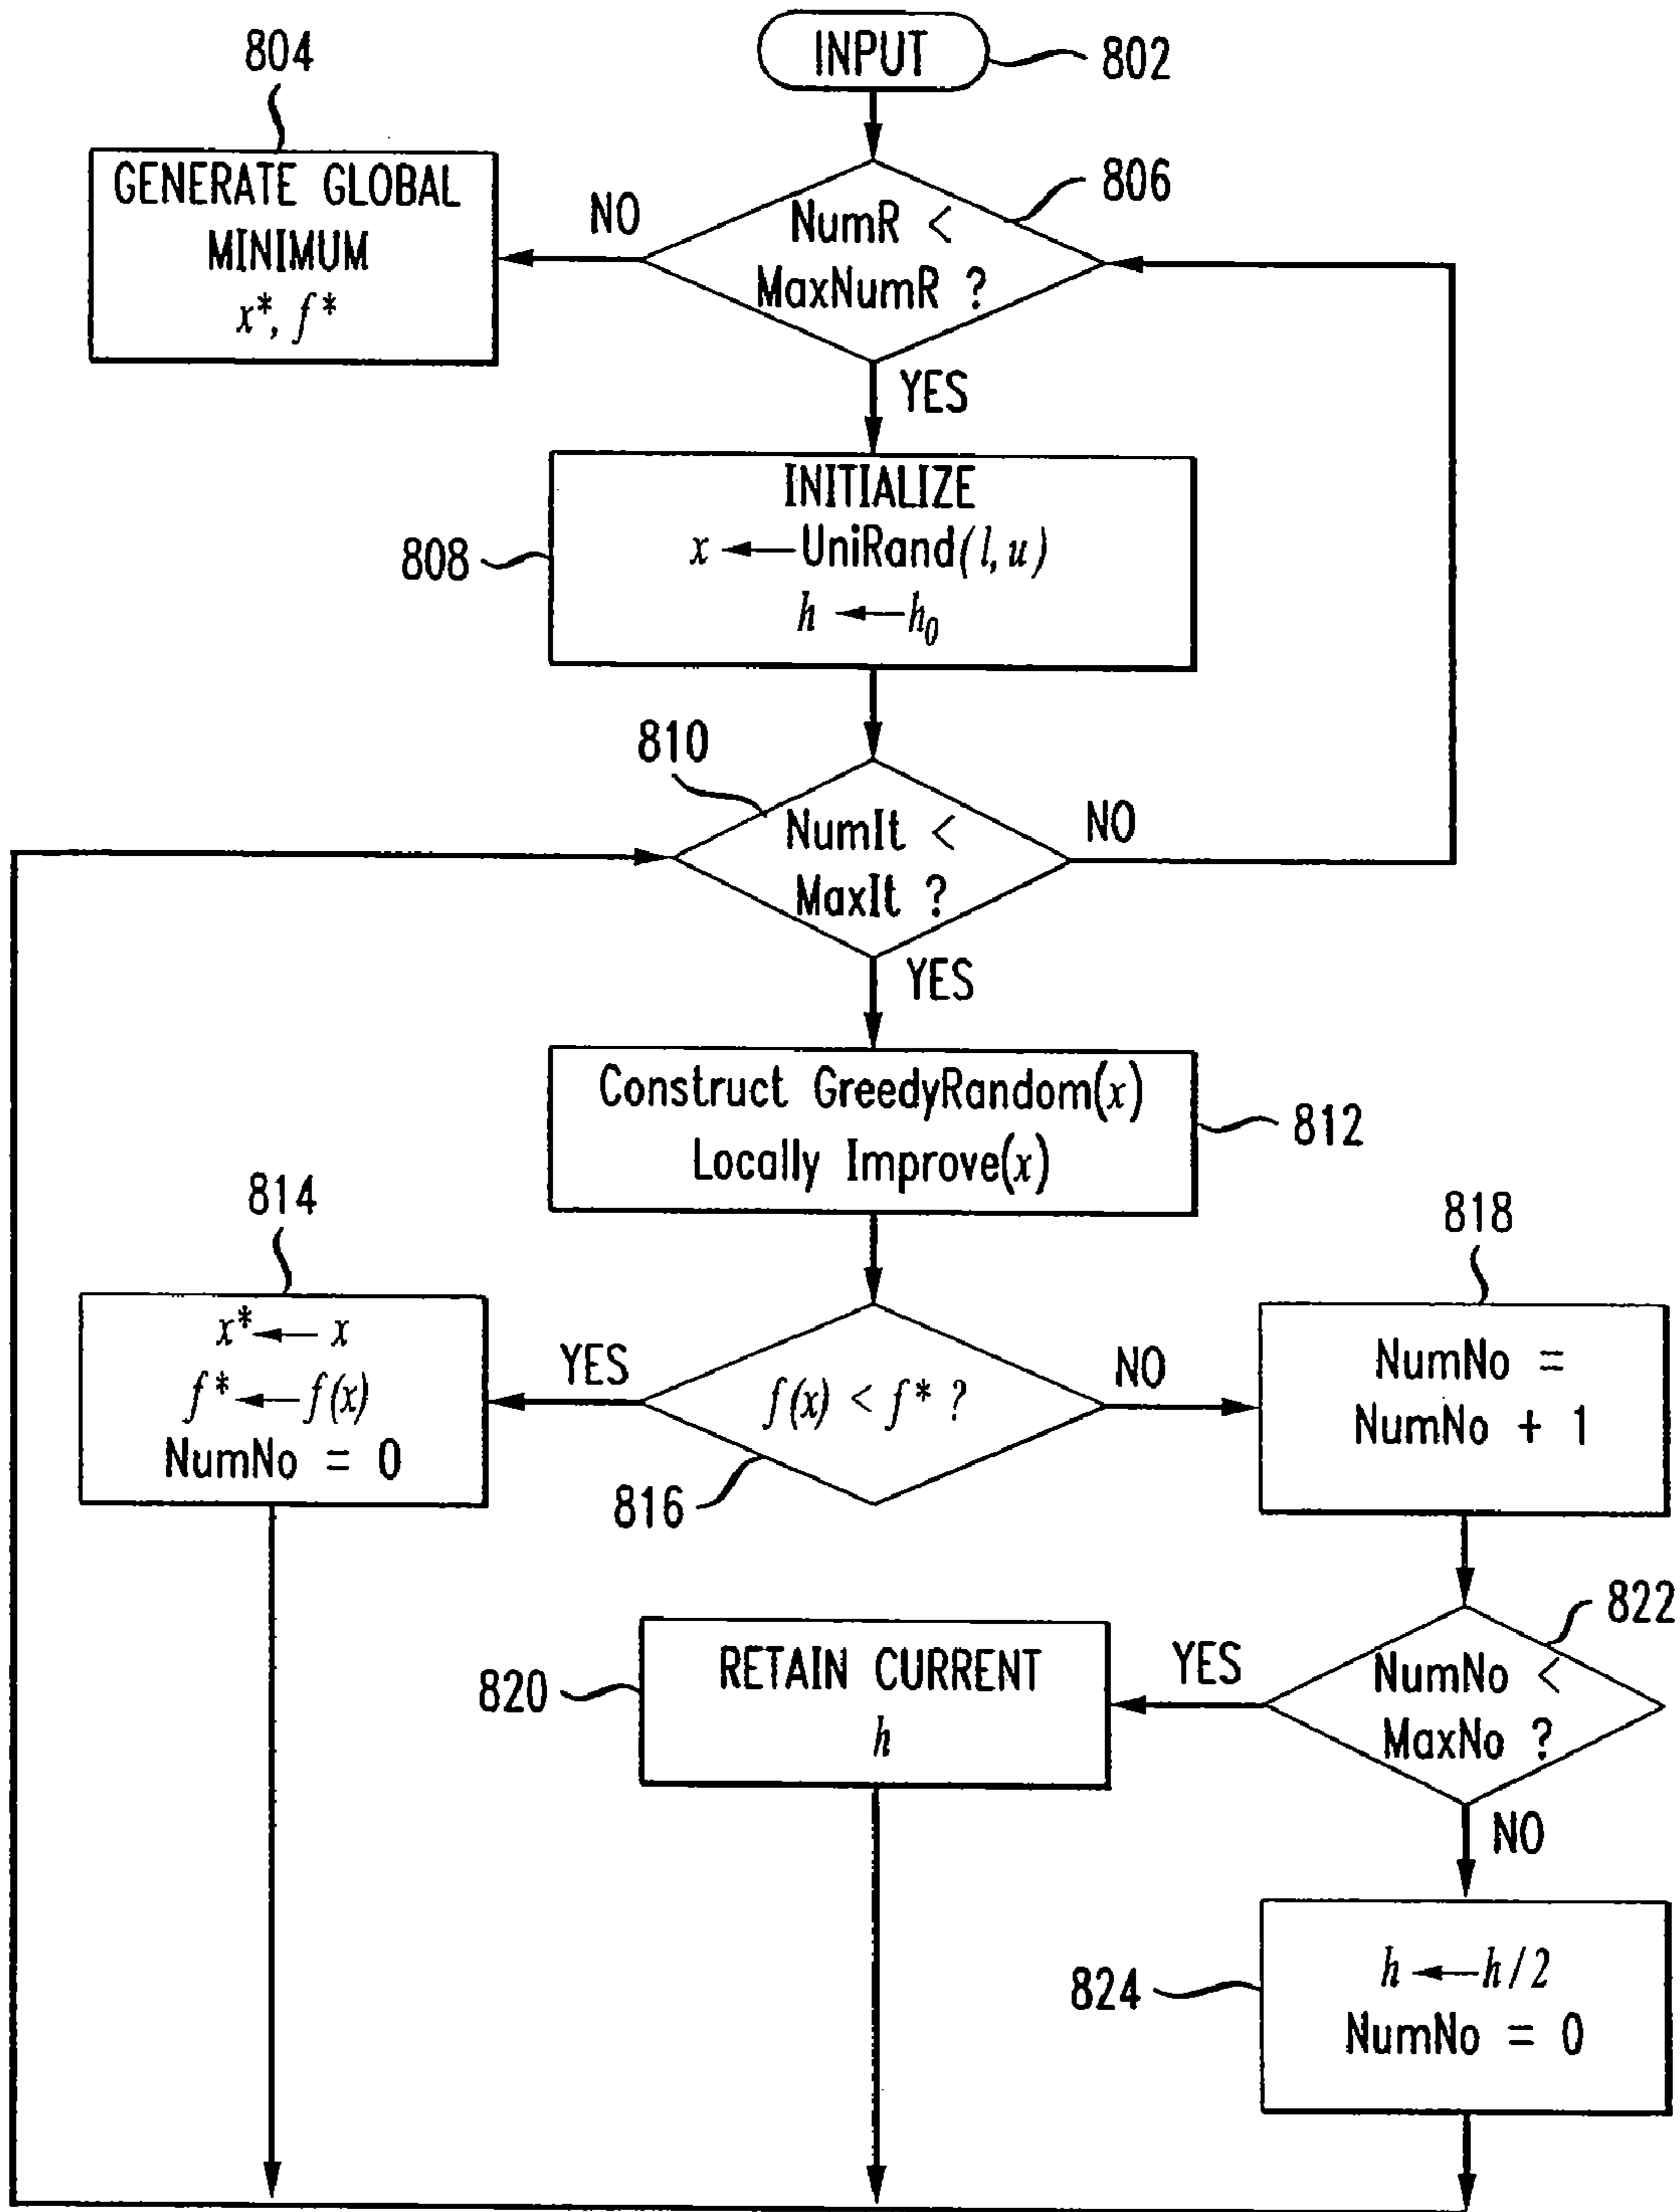 INPUT
802
804
GENERATE GLOBAL
MINIMUM
x*, f*
NO
NumR <
MaxNumR ?
806
YES
INITIALIZE
x ← UniRand(l, u)
h ← h₀
808
810
NumIt <
MaxIt ?
NO
YES
Construct GreedyRandom(x)
Locally Improve(x)
812
814
x* ← x
f* ← f(x)
NumNo = 0
YES
f(x) < f* ?
816
NO
818
NumNo =
NumNo + 1
822
NumNo <
MaxNo ?
YES
820
RETAIN CURRENT
h
NO
824
h ← h/2
NumNo = 0